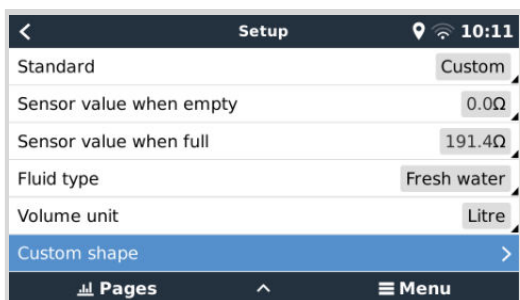 Setup 10:11
Standard Custom
Sensor value when empty 0.0Ω
Sensor value when full 191.4Ω
Fluid type Fresh water
Volume unit Litre
Custom shape
Pages Menu